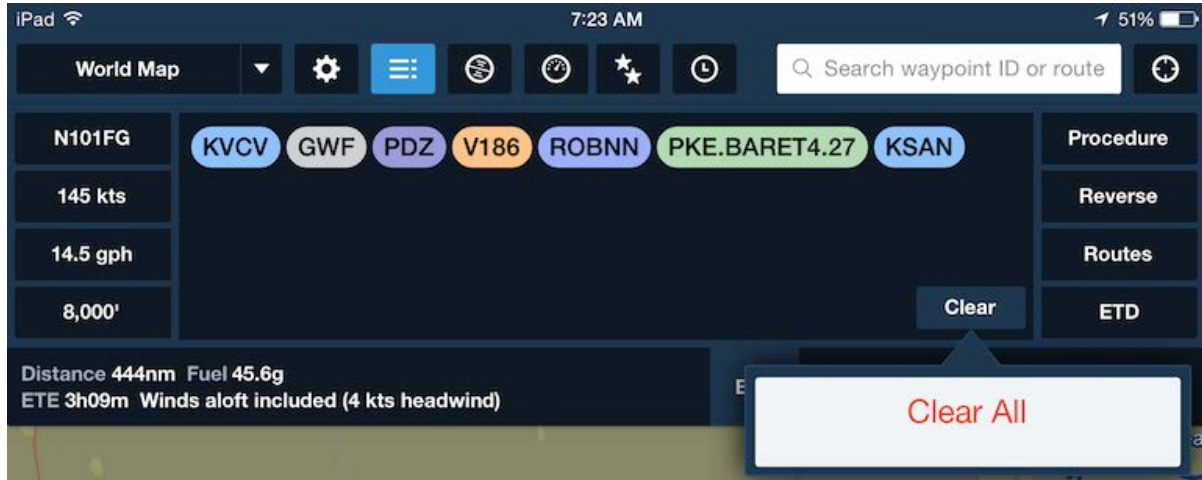 iPad 7:23 AM 51%
World Map Search waypoint ID or route
N101FG
145 kts
14.5 gph
8,000'
KVCV GWF PDZ V186 ROBNN PKE.BARET4.27 KSAN
Clear
Procedure
Reverse
Routes
ETD
Distance 444nm Fuel 45.6g
ETE 3h09m Winds aloft included (4 kts headwind)
Clear All